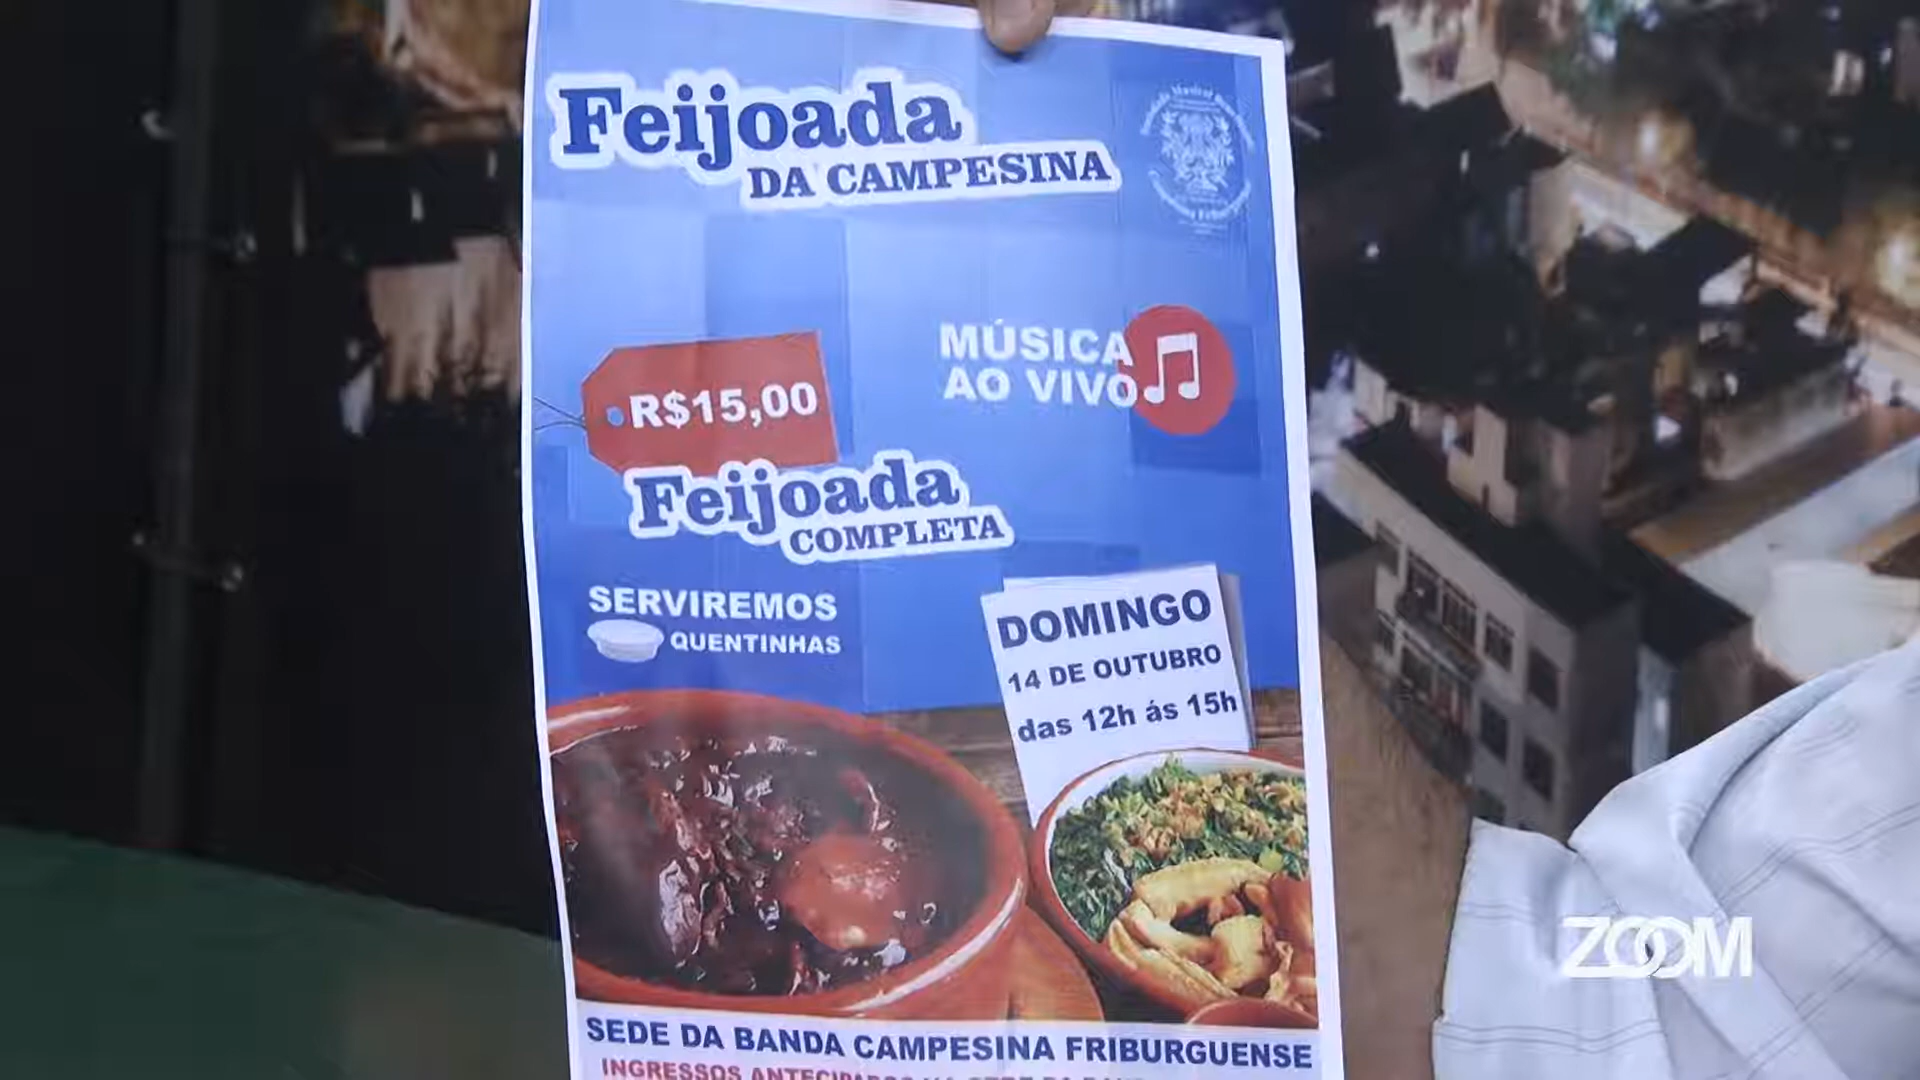 Feijoada
DA CAMPESINA
MÚSICA
AO VIVO
R$15,00
Feijoada
COMPLETA
SERVIREMOS
QUENTINHAS
DOMINGO
14 DE OUTUBRO
das 12h ás 15h
SEDE DA BANDA CAMPESINA FRIBURGUENSE
INGRESSOS ANTECIPADOS
ZOOM